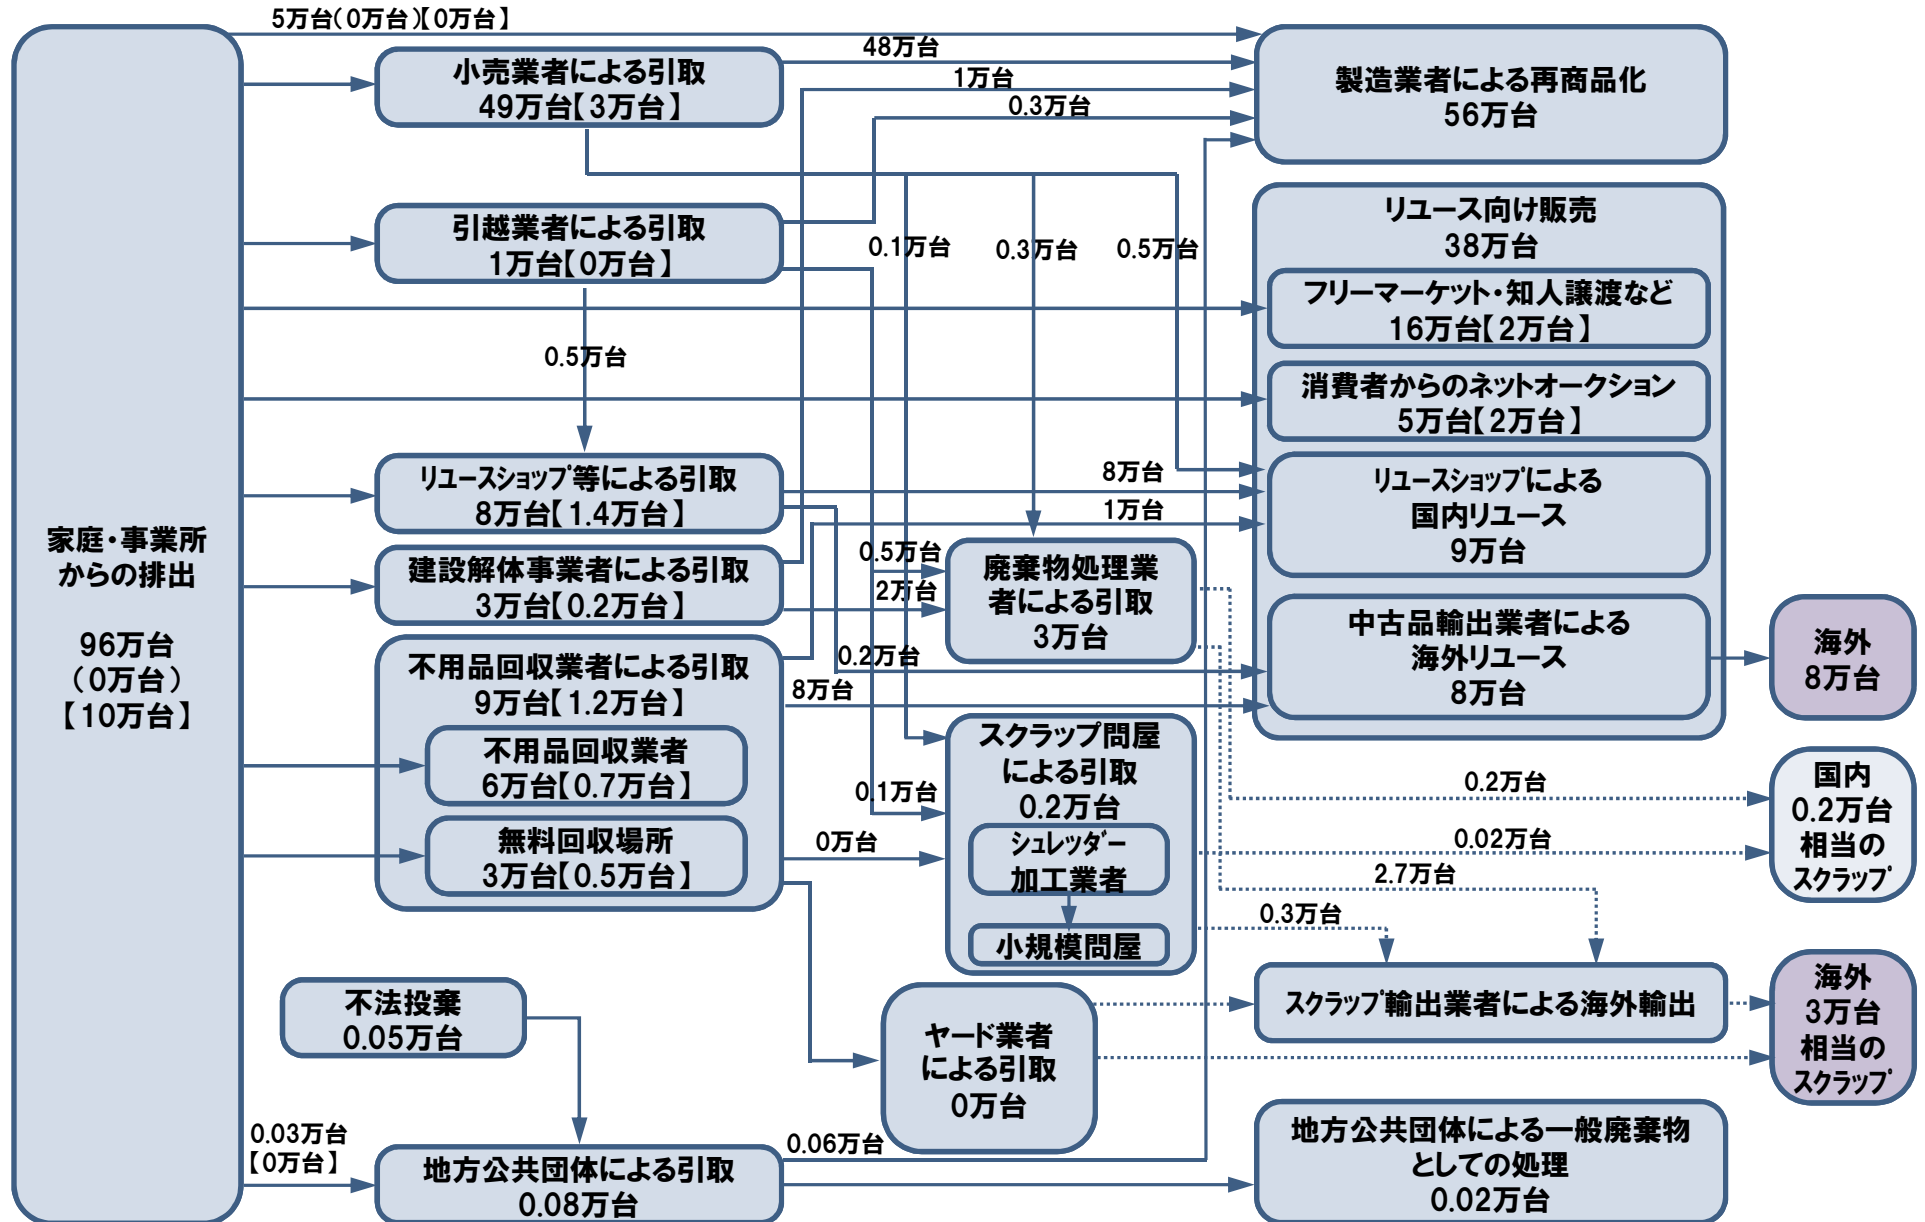 5万台(0万台)【0万台】
家庭・事業所
からの排出
96万台
(0万台)
【10万台】
小売業者による引取
49万台【3万台】
48万台
1万台
0.3万台
製造業者による再商品化
56万台
引越業者による引取
1万台【0万台】
0.1万台
0.3万台
0.5万台
0.5万台
リユース向け販売
38万台
フリーマーケット・知人譲渡など
16万台【2万台】
消費者からのネットオークション
5万台【2万台】
リユースショップによる
国内リユース
9万台
中古品輸出業者による
海外リユース
8万台
海外
8万台
リユースショップ等による引取
8万台【1.4万台】
8万台
1万台
建設解体事業者による引取
3万台【0.2万台】
0.5万台
2万台
廃棄物処理業
者による引取
3万台
不用品回収業者による引取
9万台【1.2万台】
0.2万台
8万台
不用品回収業者
6万台【0.7万台】
無料回収場所
3万台【0.5万台】
0.1万台
0万台
スクラップ問屋
による引取
0.2万台
シュレッダー
加工業者
小規模問屋
0.2万台
0.02万台
2.7万台
0.3万台
国内
0.2万台
相当の
スクラップ
不法投棄
0.05万台
ヤード業者
による引取
0万台
スクラップ輸出業者による海外輸出
海外
3万台
相当の
スクラップ
0.03万台
【0万台】
地方公共団体による引取
0.08万台
0.06万台
地方公共団体による一般廃棄物
としての処理
0.02万台